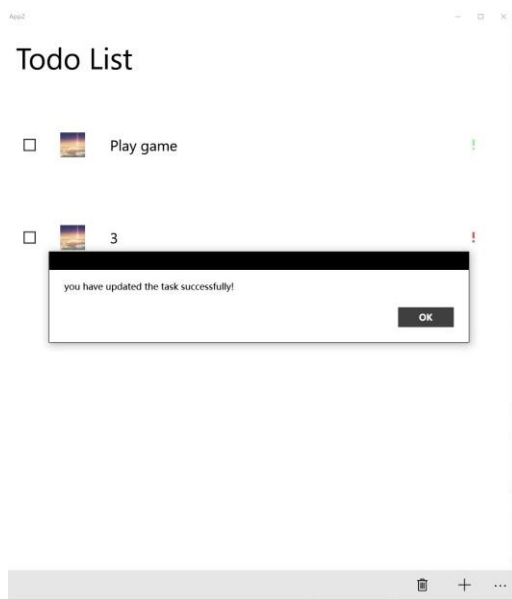 App2
Todo List
Play game
!
3
!
you have updated the task successfully!
OK